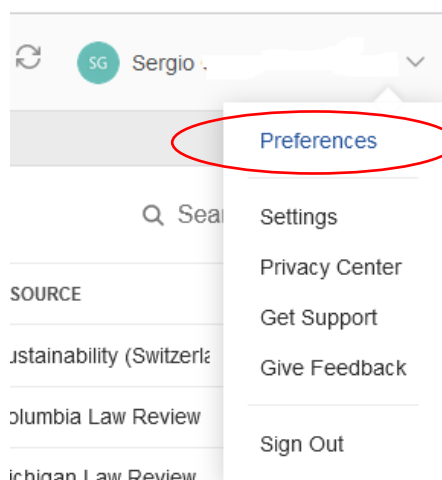 SG Sergio
Preferences
Sear
Settings
Privacy Center
SOURCE
Get Support
ustainability (Switzerla
Give Feedback
olumbia Law Review
Sign Out
ichigan Law Review